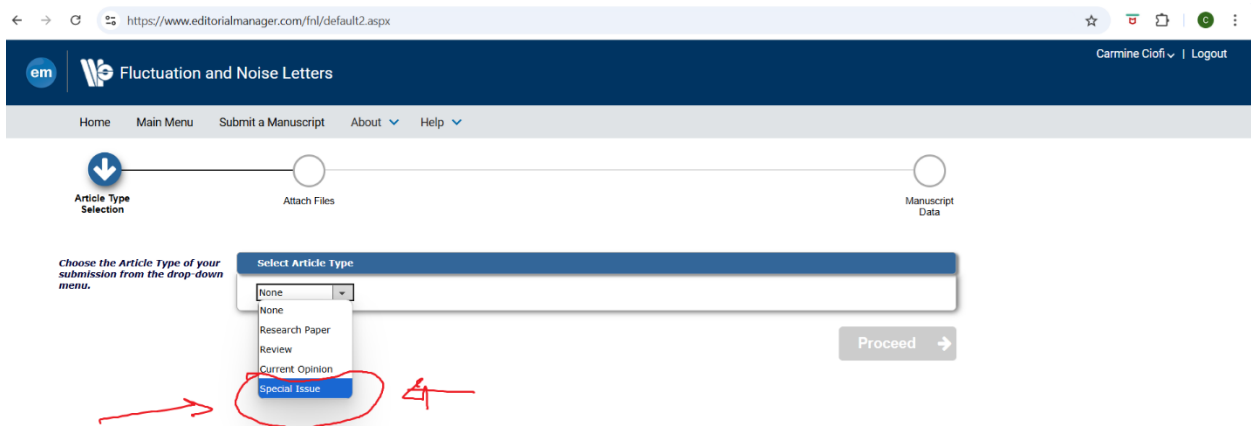 https://www.editorialmanager.com/fnl/default2.aspx
C
Carmine Ciofi | Logout
em
Fluctuation and Noise Letters
Home Main Menu Submit a Manuscript About Help
Article Type
Selection
Attach Files
Manuscript
Data
Choose the Article Type of your
submission from the drop-down
menu.
Select Article Type
None
None
Research Paper
Review
Current Opinion
Special Issue
Proceed